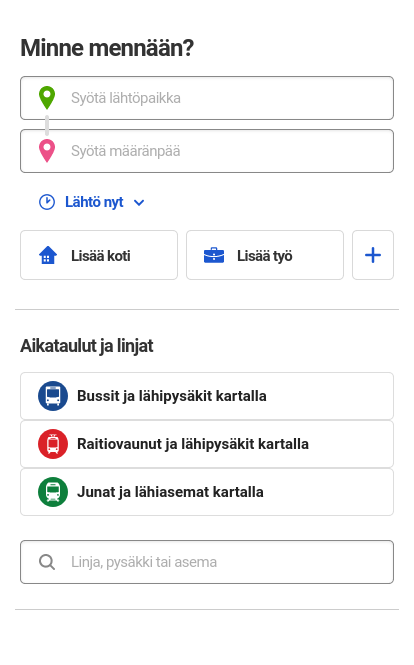 Minne mennään?
Syötä lähtöpaikka
Syötä määränpää
Lähtö nyt
Lisää koti
Lisää työ
Aikataulut ja linjat
Bussit ja lähipysäkit kartalla
Raitiovaunut ja lähipysäkit kartalla
Junat ja lähiasemat kartalla
Linja, pysäkki tai asema